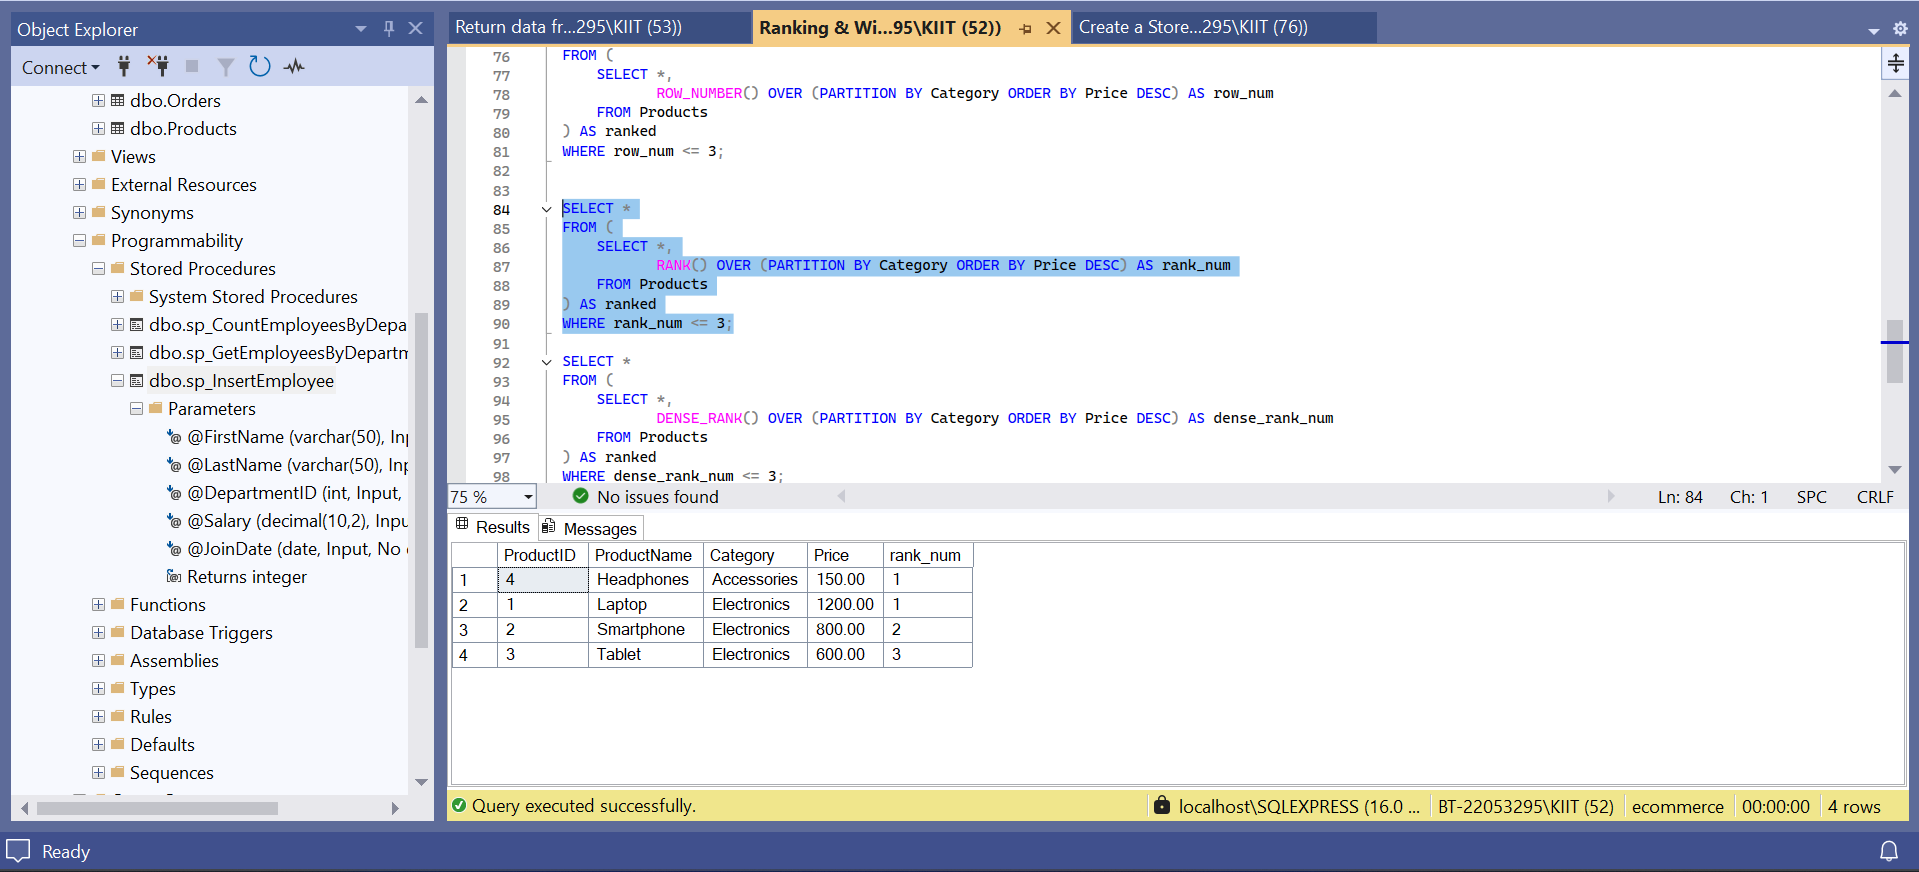 Object Explorer
Connect
dbo.Orders
dbo.Products
Views
External Resources
Synonyms
Programmability
Stored Procedures
System Stored Procedures
dbo.sp_CountEmployeesByDepa
dbo.sp_GetEmployeesByDepartm
dbo.sp_InsertEmployee
Parameters
@FirstName (varchar(50), Inp
@LastName (varchar(50), Inp
@DepartmentID (int, Input,
@Salary (decimal(10,2), Inpu
@JoinDate (date, Input, No
Returns integer
Functions
Database Triggers
Assemblies
Types
Rules
Defaults
Sequences
Return data fr...295\KIIT (53))
Ranking & Wi...95\KIIT (52))
Create a Store...295\KIIT (76))
76 FROM (
77 SELECT *,
78 ROW_NUMBER() OVER (PARTITION BY Category ORDER BY Price DESC) AS row_num
79 FROM Products
80 ) AS ranked
81 WHERE row_num <= 3;
82
83
84 SELECT *
85 FROM (
86 SELECT *,
87 RANK() OVER (PARTITION BY Category ORDER BY Price DESC) AS rank_num
88 FROM Products
89 ) AS ranked
90 WHERE rank_num <= 3;
91
92 SELECT *
93 FROM (
94 SELECT *,
95 DENSE_RANK() OVER (PARTITION BY Category ORDER BY Price DESC) AS dense_rank_num
96 FROM Products
97 ) AS ranked
98 WHERE dense_rank_num <= 3;
75 % No issues found Ln: 84 Ch: 1 SPC CRLF
Results Messages
ProductID ProductName Category Price rank_num
1 4 Headphones Accessories 150.00 1
2 1 Laptop Electronics 1200.00 1
3 2 Smartphone Electronics 800.00 2
4 3 Tablet Electronics 600.00 3
Query executed successfully. localhost\SQLEXPRESS (16.0 ... BT-22053295\KIIT (52) ecommerce 00:00:00 4 rows
Ready